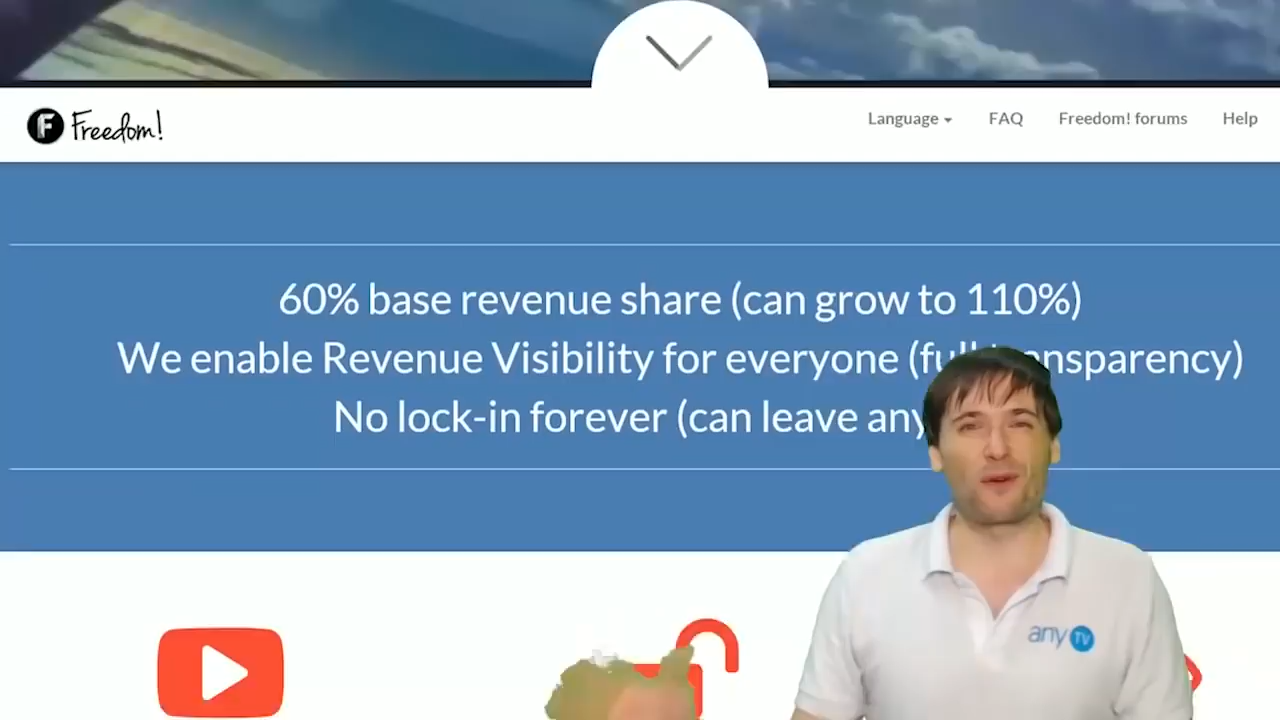 Freedom!
Language FAQ Freedom! forums Help
60% base revenue share (can grow to 110%)
We enable Revenue Visibility for everyone (full transparency)
No lock-in forever (can leave any
any TV